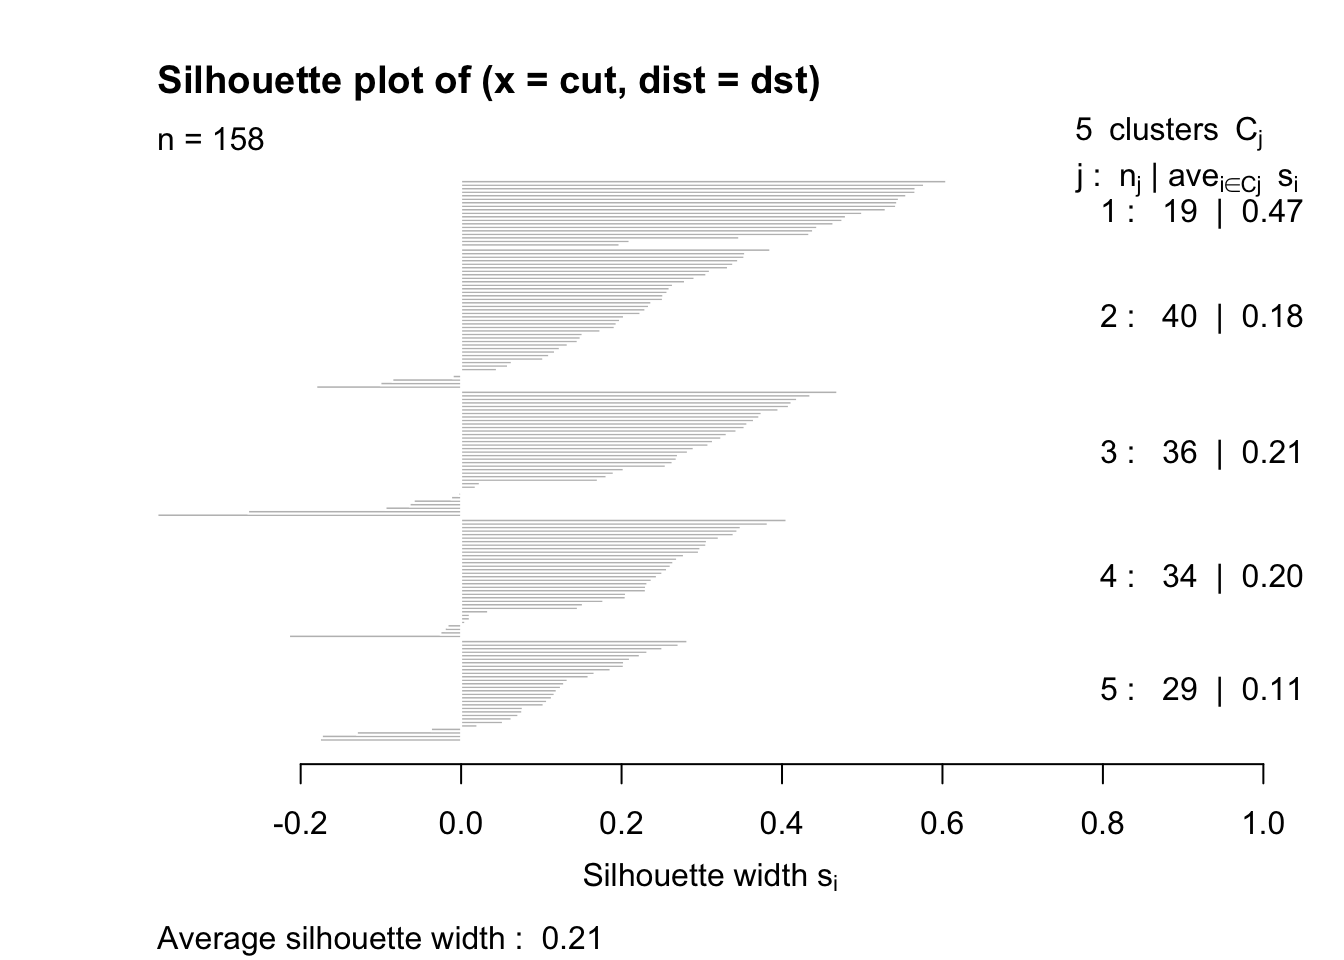 Silhouette plot of (x = cut, dist = dst)
n = 158
5 clusters Cj
j : nj | avei∈Cj si
1 : 19 | 0.47
2 : 40 | 0.18
3 : 36 | 0.21
4 : 34 | 0.20
5 : 29 | 0.11
-0.2 0.0 0.2 0.4 0.6 0.8 1.0
Silhouette width si
Average silhouette width : 0.21